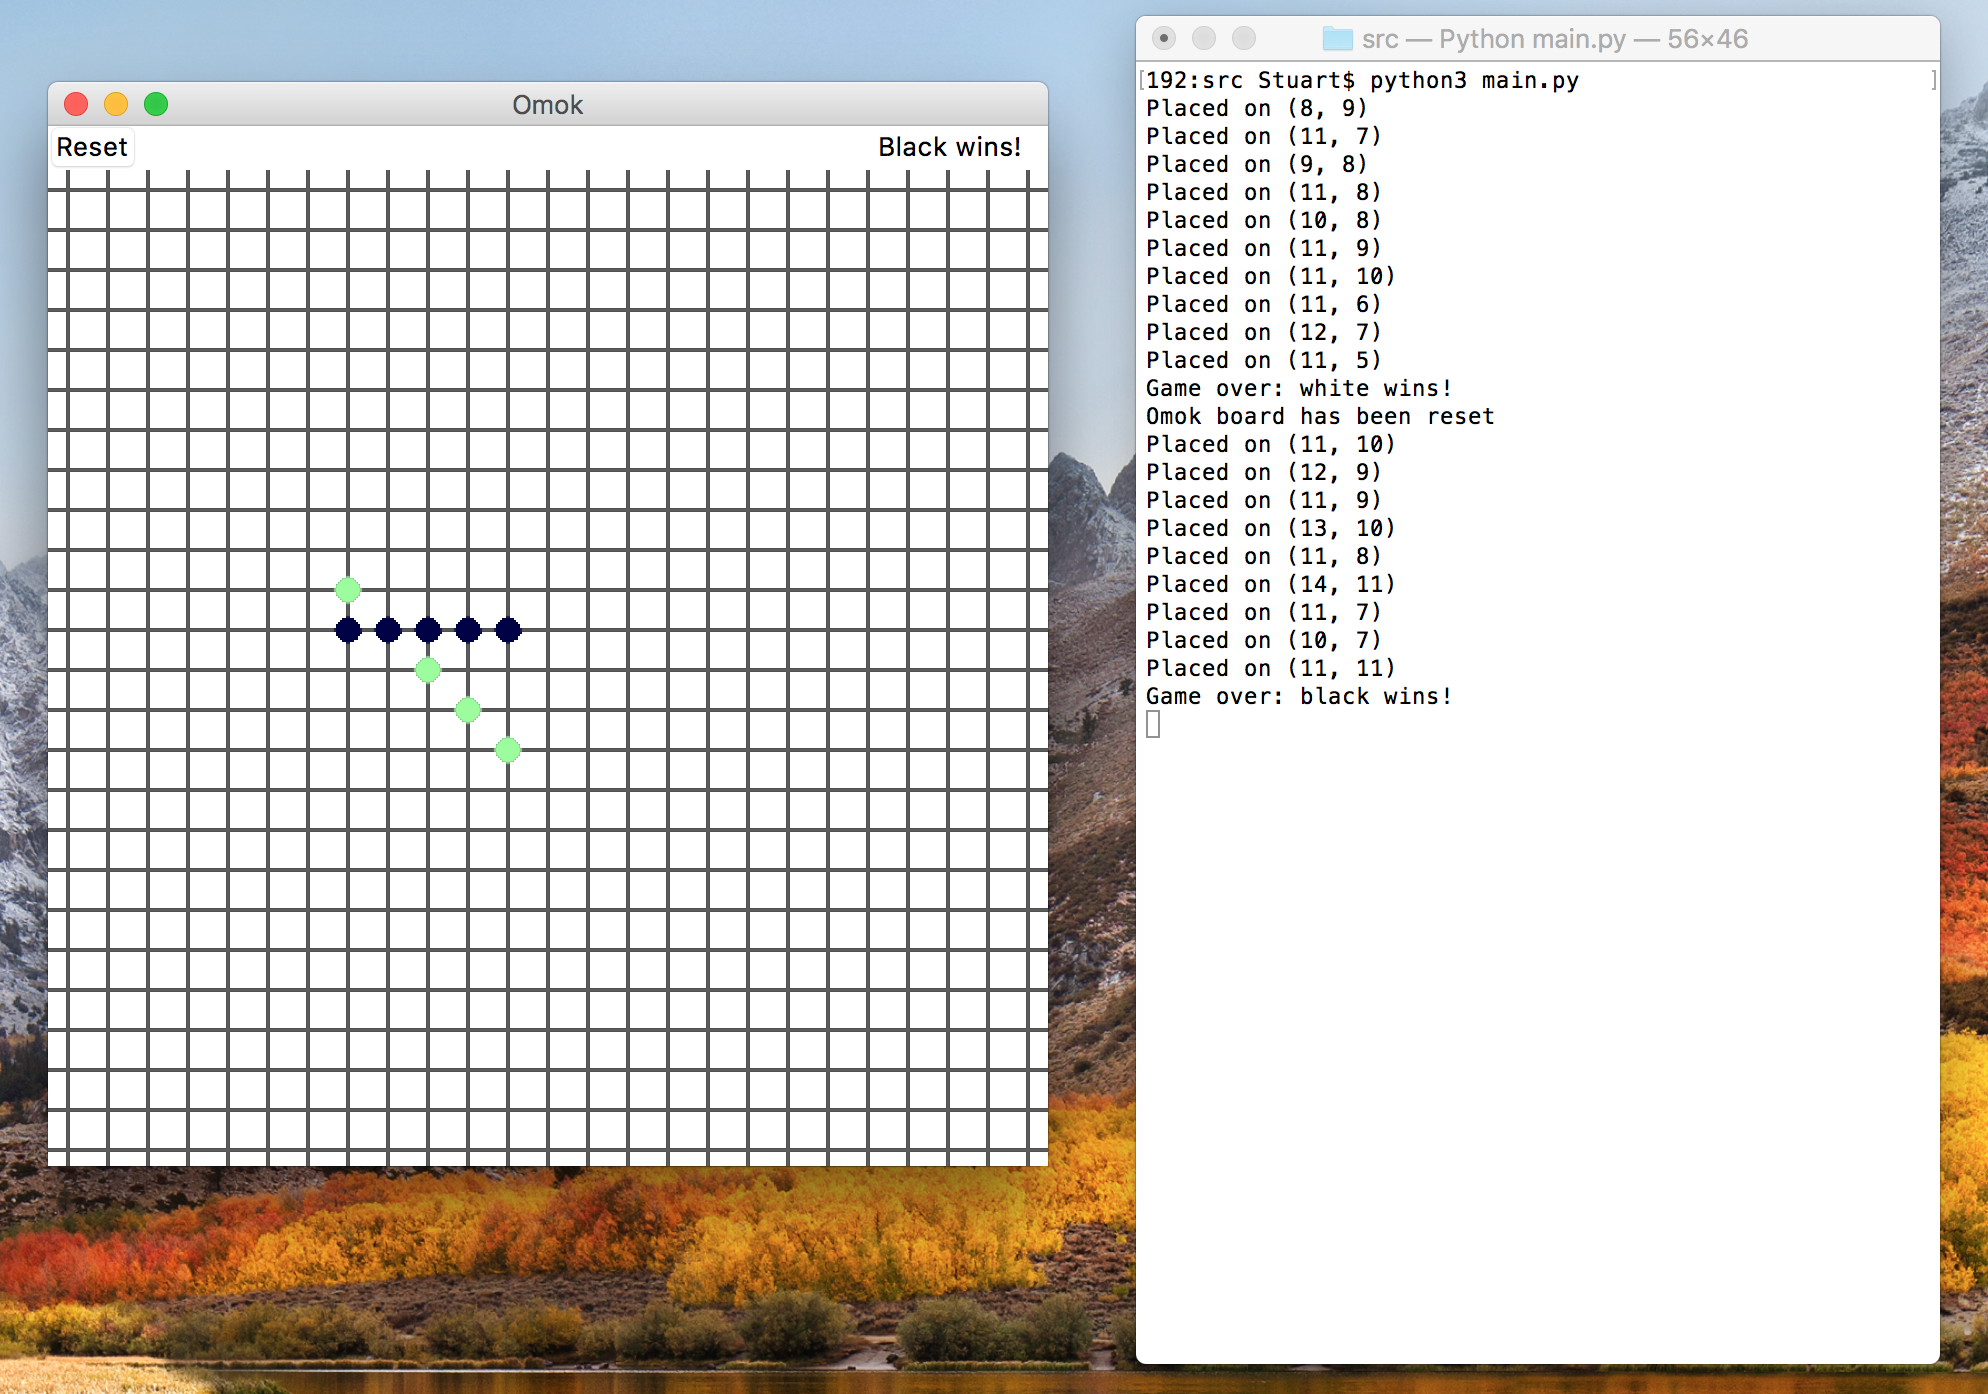 Omok
Reset
Black wins!
src — Python main.py — 56×46
[192:src Stuart$ python3 main.py ]
Placed on (8, 9)
Placed on (11, 7)
Placed on (9, 8)
Placed on (11, 8)
Placed on (10, 8)
Placed on (11, 9)
Placed on (11, 10)
Placed on (11, 6)
Placed on (12, 7)
Placed on (11, 5)
Game over: white wins!
Omok board has been reset
Placed on (11, 10)
Placed on (12, 9)
Placed on (11, 9)
Placed on (13, 10)
Placed on (11, 8)
Placed on (14, 11)
Placed on (11, 7)
Placed on (10, 7)
Placed on (11, 11)
Game over: black wins!